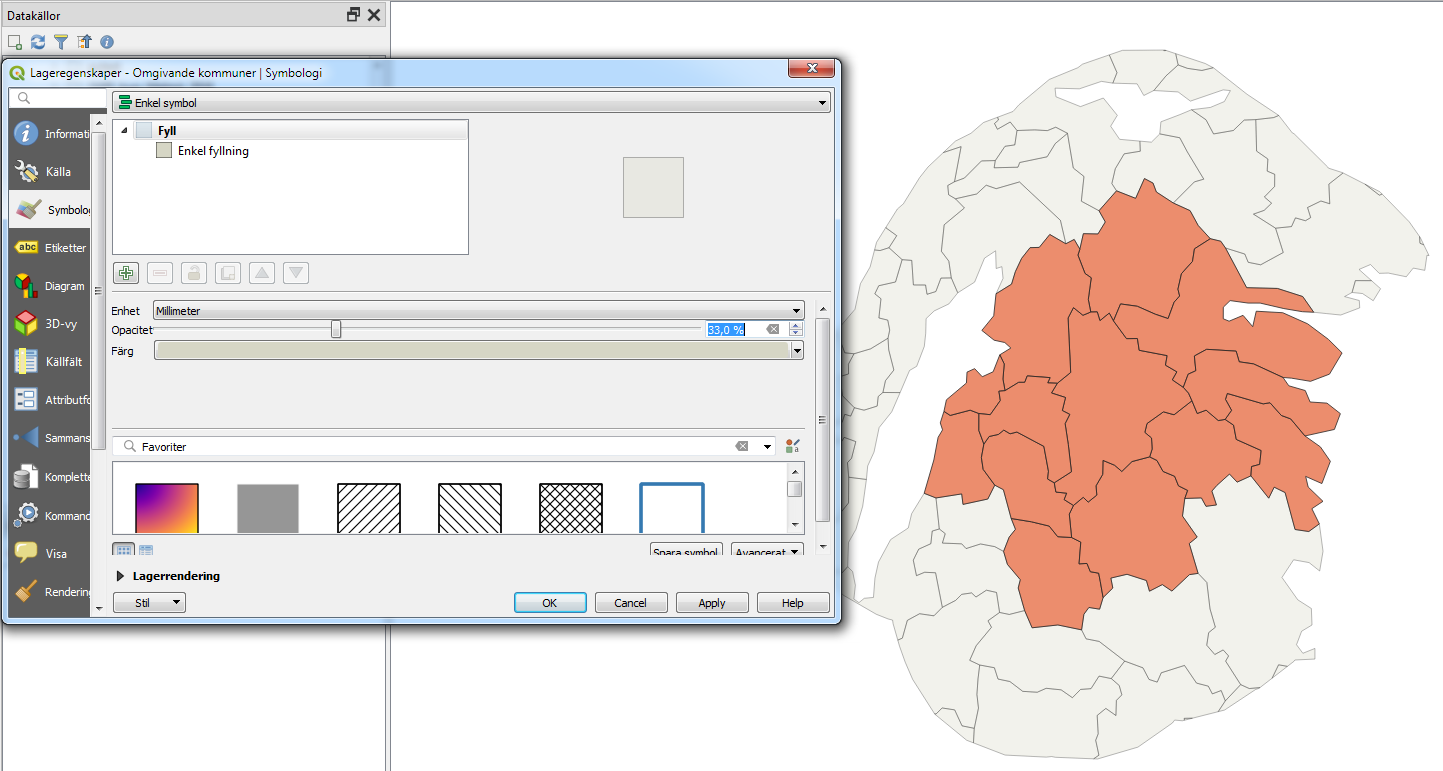 Datakällor
Lageregenskaper - Omgivande kommuner | Symbologi
Enkel symbol
Informati
Källa
Symbolog
abc Etiketter
Diagram
3D-vy
Källfält
Attributfo
Sammans
Komplette
Kommand
Visa
Rendering
Fyll
Enkel fyllning
Enhet Millimeter
Opacitet 33,0 %
Färg
Favoriter
Spara symbol Avancerat
Lagerrendering
Stil OK Cancel Apply Help